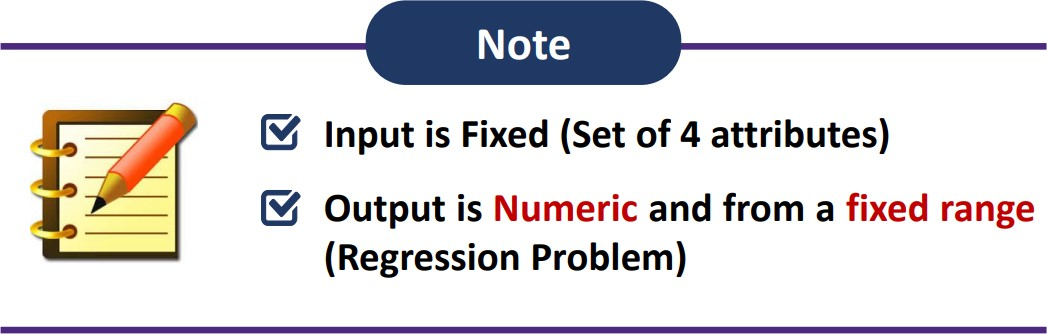 Note
Input is Fixed (Set of 4 attributes)
Output is Numeric and from a fixed range
(Regression Problem)